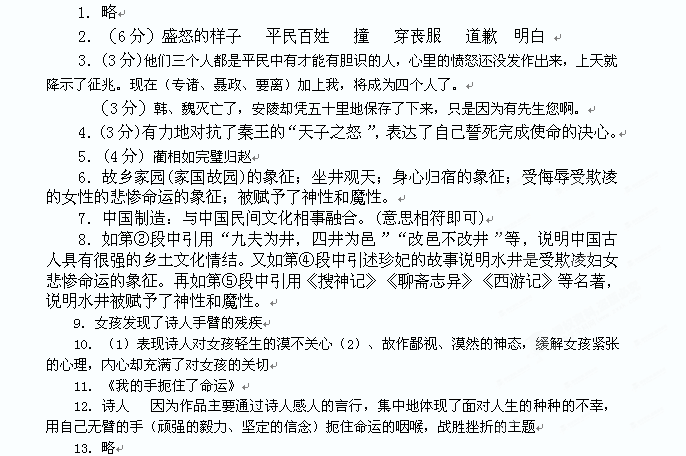 1. 略
2.（6分）盛怒的样子 平民百姓 撞 穿丧服 道歉 明白
3.(3分)他们三个人都是平民中有才能有胆识的人，心里的愤怒还没发作出来，上天就
降示了征兆。现在（专诸、聂政、要离）加上我，将成为四个人了。
（3分）韩、魏灭亡了，安陵却凭五十里地保存了下来，只是因为有先生您啊。
4.(3分)有力地对抗了秦王的“天子之怒”,表达了自己誓死完成使命的决心。
5.（4分）蔺相如完璧归赵
6. 故乡家园(家国故园)的象征；坐井观天；身心归宿的象征；受侮辱受欺凌
的女性的悲惨命运的象征；被赋予了神性和魔性。
7. 中国制造：与中国民间文化相事融合。(意思相符即可)
8. 如第②段中引用“九夫为井，四井为邑”“改邑不改井”等，说明中国古
人具有很强的乡土文化情结。又如第④段中引述珍妃的故事说明水井是受欺凌妇女
悲惨命运的象征。再如第⑤段中引用《搜神记》《聊斋志异》《西游记》等名著，
说明水井被赋予了神性和魔性。
9. 女孩发现了诗人手臂的残疾
10.（1）表现诗人对女孩轻生的漠不关心（2）、故作鄙视、漠然的神态，缓解女孩紧张
的心理，内心却充满了对女孩的关切
11. 《我的手扼住了命运》
12. 诗人 因为作品主要通过诗人感人的言行，集中地体现了面对人生的种种的不幸，
用自己无臂的手（顽强的毅力、坚定的信念）扼住命运的咽喉，战胜挫折的主题
13. 略